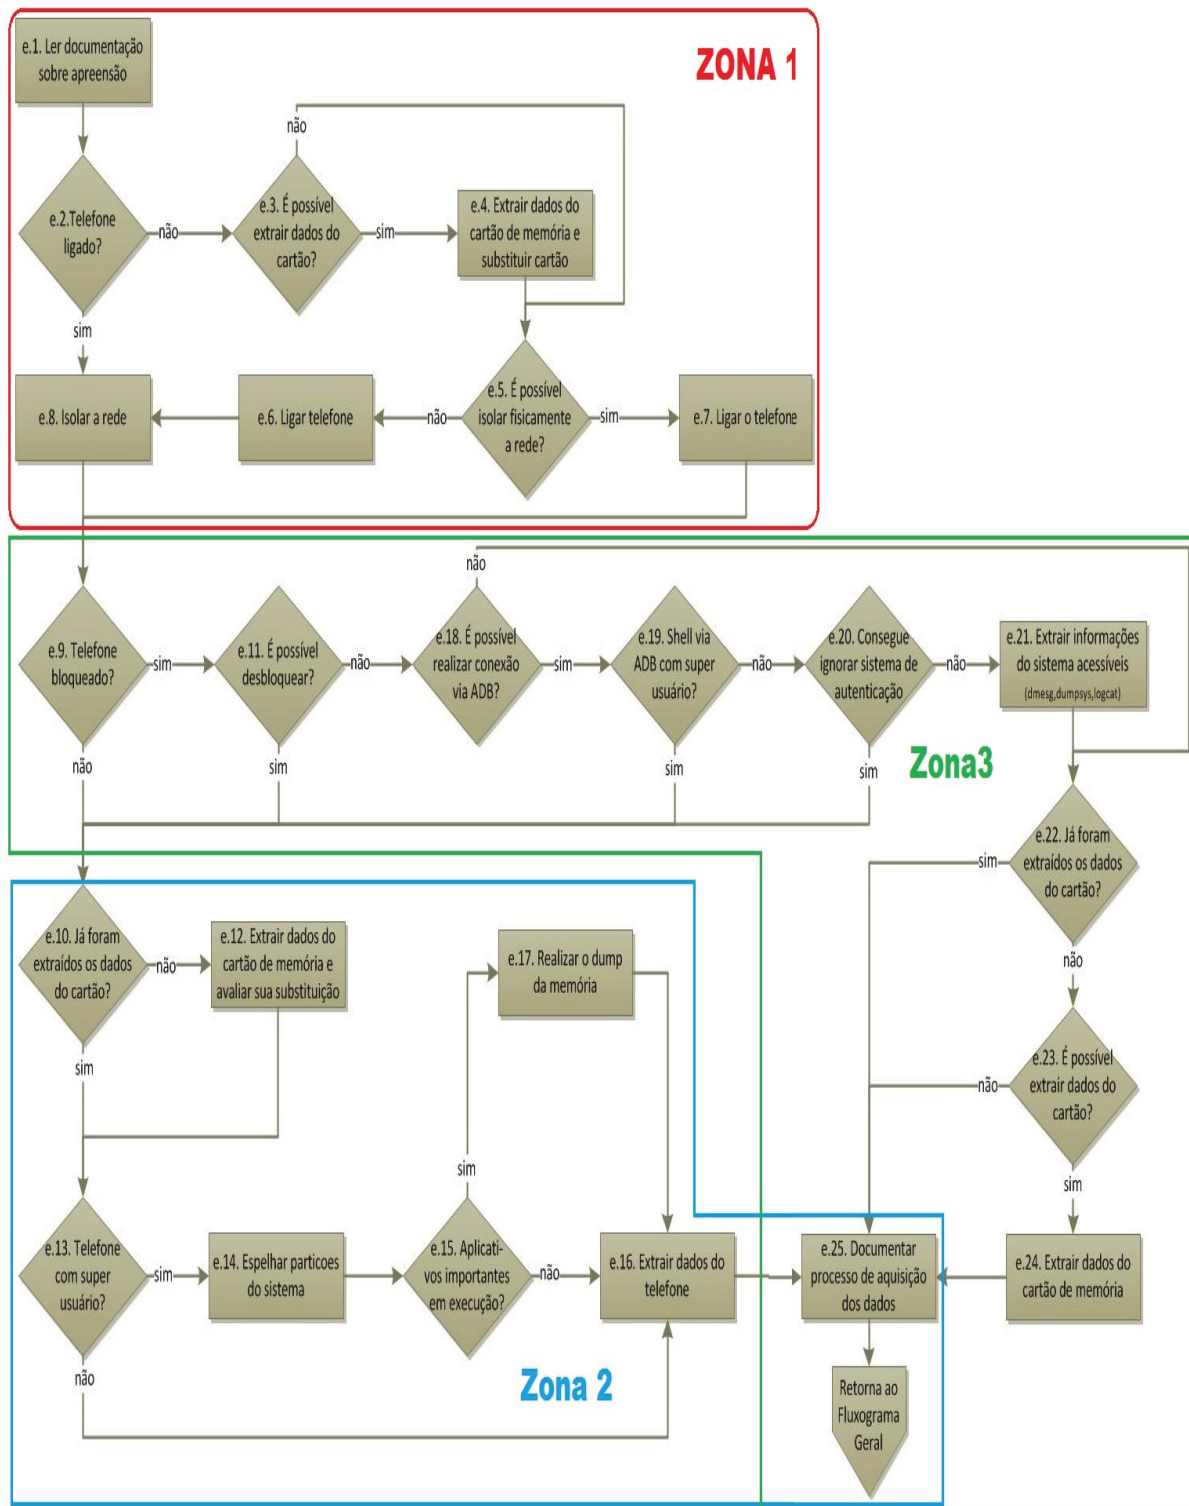 e.1. Ler documentação
sobre apreensão
ZONA 1
não
e.2.Telefone
ligado?
não
e.3. É possível
extrair dados do
cartão?
sim
e.4. Extrair dados do
cartão de memória e
substituir cartão
sim
e.8. Isolar a rede
e.6. Ligar telefone
não
e.5. É possível
isolar fisicamente
a rede?
sim
e.7. Ligar o telefone
não
e.9. Telefone
bloqueado?
sim
e.11. É possível
desbloquear?
não
e.18. É possível
realizar conexão
via ADB?
sim
e.19. Shell via
ADB com super
usuário?
não
e.20. Consegue
ignorar sistema de
autenticação
não
e.21. Extrair informações
do sistema acessíveis
(dmesg,dumpsys,logcat)
não
sim
sim
sim
Zona3
e.22. Já foram
extraídos os dados
do cartão?
sim
não
e.10. Já foram
extraídos os dados
do cartão?
não
e.12. Extrair dados do
cartão de memória e
avaliar sua substituição
e.17. Realizar o dump
da memória
sim
e.23. É possível
extrair dados do
cartão?
não
sim
sim
e.13. Telefone
com super
usuário?
sim
e.14. Espelhar particoes
do sistema
e.15. Aplicati-
vos importantes
em execução?
não
e.16. Extrair dados do
telefone
e.25. Documentar
processo de aquisição
dos dados
e.24. Extrair dados do
cartão de memória
não
Zona 2
Retorna ao
Fluxograma
Geral